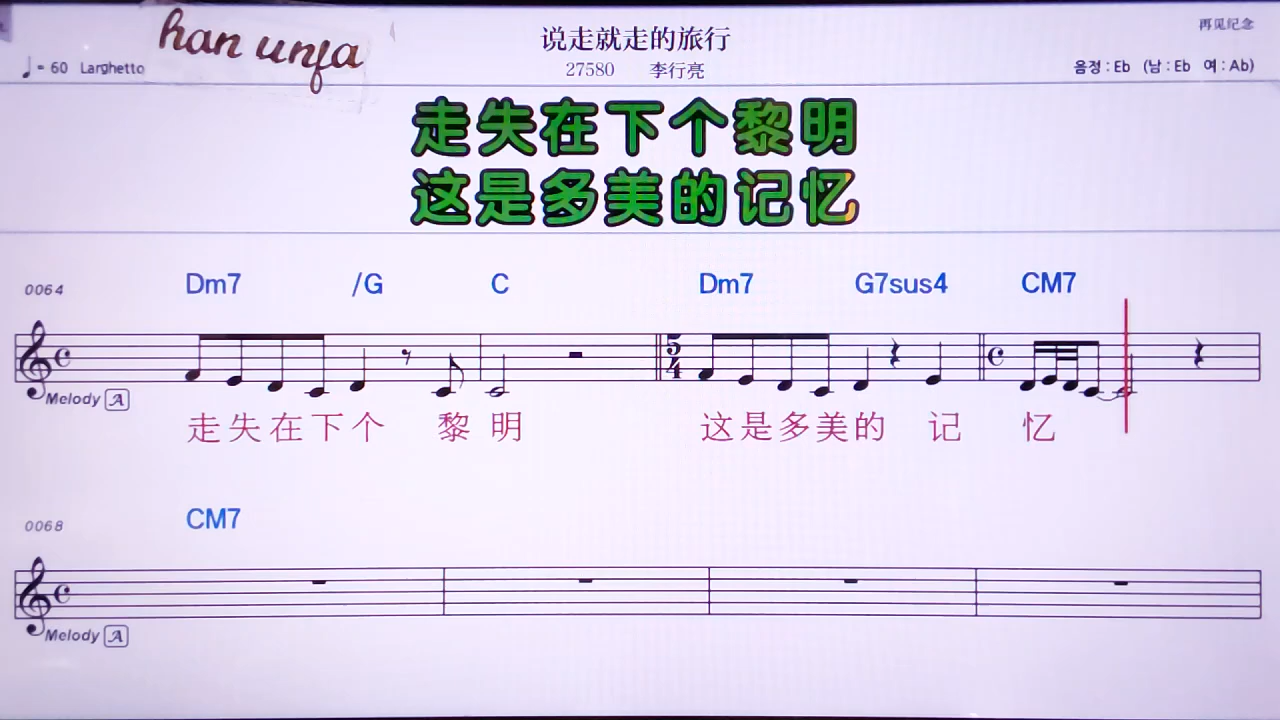 han unfa
说走就走的旅行
再见纪念
♩= 60 Larghetto
27580 李行亮
음정 : Eb (남 : Eb 여 : Ab)
走失在下个黎明
这是多美的记忆
0064 Dm7 /G C Dm7 G7sus4 CM7
5
4
Melody A
走失在下个 黎 明 这是多美的 记 忆
0068 CM7
Melody A